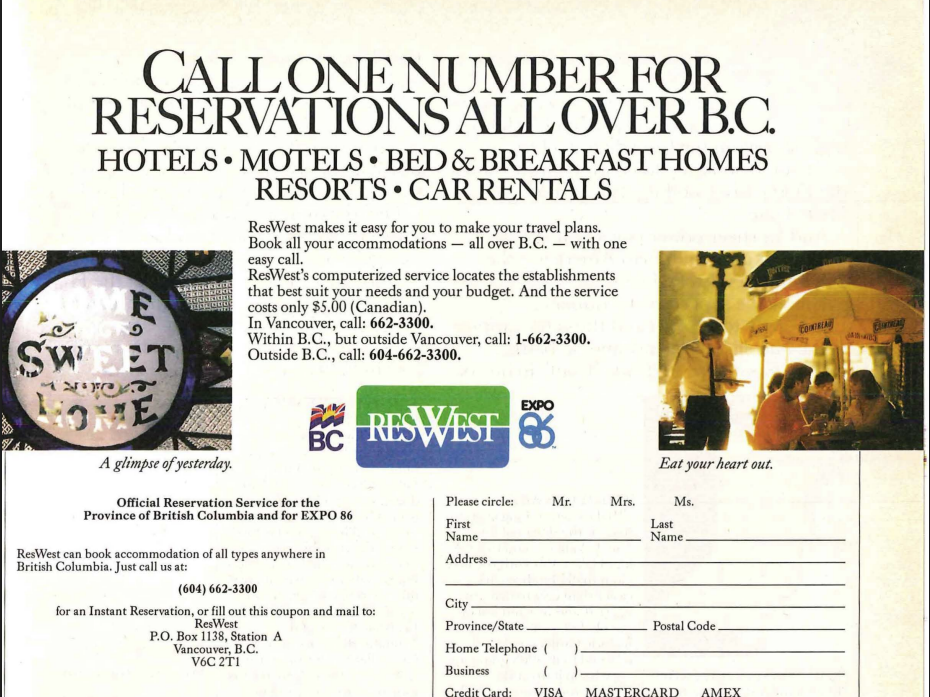 CALL ONE NUMBER FOR
RESERVATIONS ALL OVER B.C.
HOTELS • MOTELS • BED & BREAKFAST HOMES
RESORTS • CAR RENTALS
ResWest makes it easy for you to make your travel plans.
Book all your accommodations — all over B.C. — with one
easy call.
ResWest's computerized service locates the establishments
that best suit your needs and your budget. And the service
costs only $5.00 (Canadian).
In Vancouver, call: 662-3300.
Within B.C., but outside Vancouver, call: 1-662-3300.
Outside B.C., call: 604-662-3300.
HOME
SWEET
HOME
COINTREAU COINTREAU
BC
RESWEST
EXPO
86™
A glimpse of yesterday.
Eat your heart out.
Official Reservation Service for the
Province of British Columbia and for EXPO 86
ResWest can book accommodation of all types anywhere in
British Columbia. Just call us at:
(604) 662-3300
for an Instant Reservation, or fill out this coupon and mail to:
ResWest
P.O. Box 1138, Station A
Vancouver, B.C.
V6C 2T1
Please circle: Mr. Mrs. Ms.
First Last
Name Name
Address
City
Province/State Postal Code
Home Telephone ( )
Business ( )
Credit Card: VISA MASTERCARD AMEX